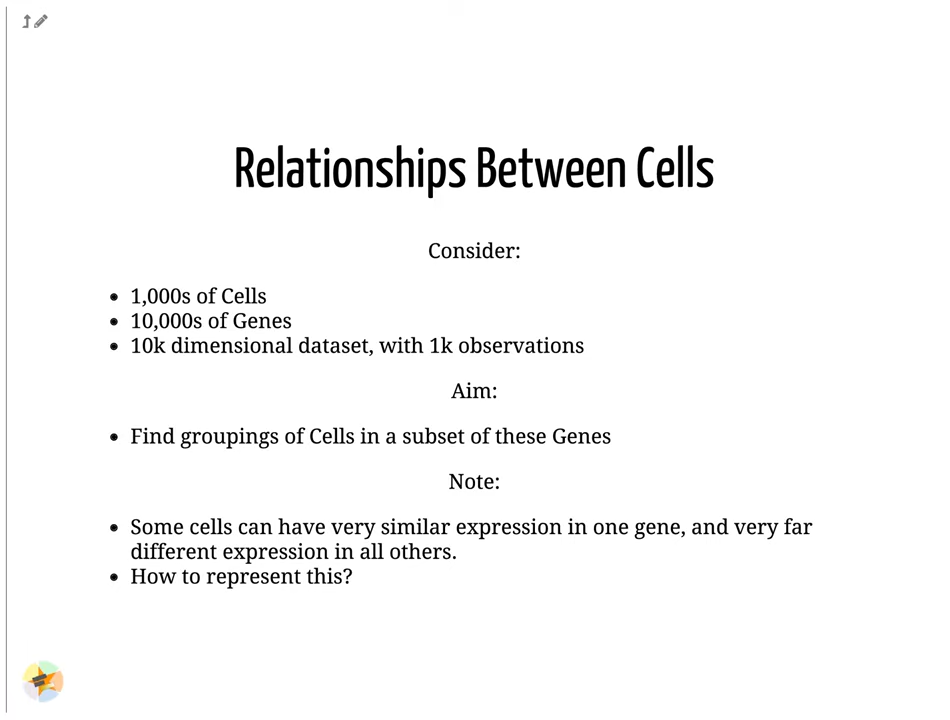 Relationships Between Cells
Consider:
1,000s of Cells
10,000s of Genes
10k dimensional dataset, with 1k observations
Aim:
Find groupings of Cells in a subset of these Genes
Note:
Some cells can have very similar expression in one gene, and very far
different expression in all others.
How to represent this?